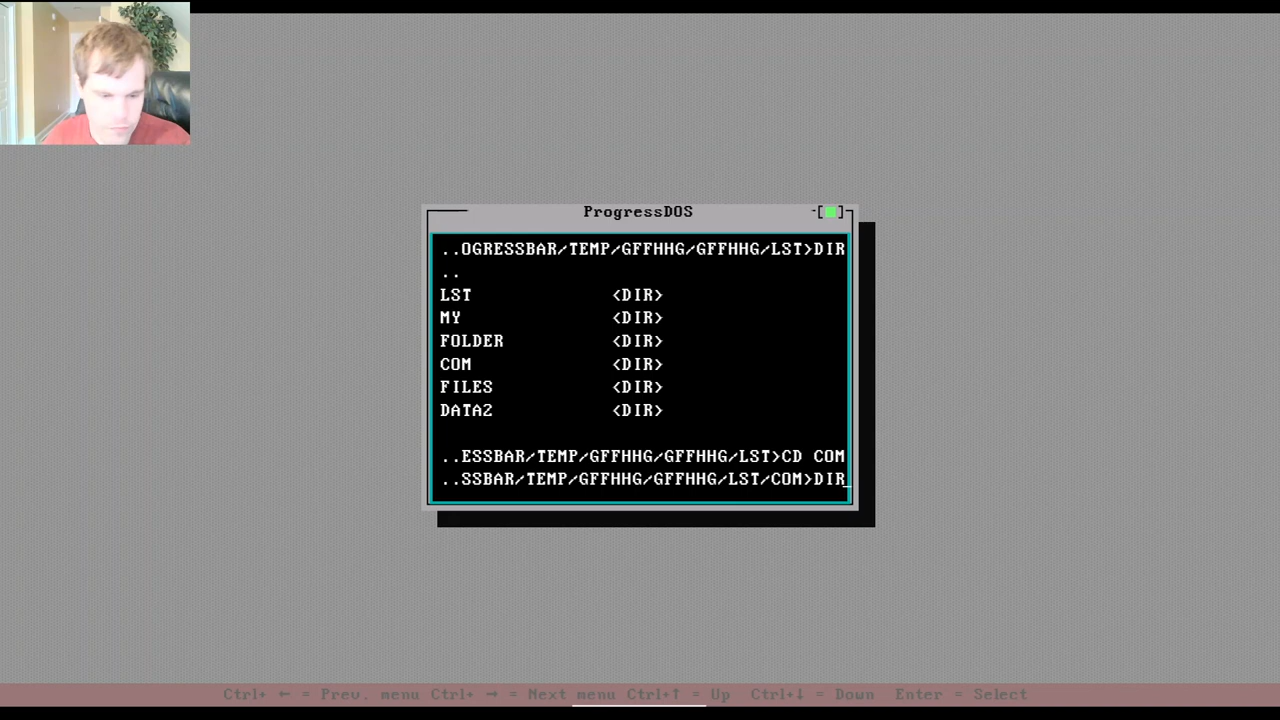 ProgressDOS
-[■]
..OGRESSBAR/TEMP/GFFHHG/GFFHHG/LST>DIR
..
LST <DIR>
MY <DIR>
FOLDER <DIR>
COM <DIR>
FILES <DIR>
DATA2 <DIR>
..ESSBAR/TEMP/GFFHHG/GFFHHG/LST>CD COM
..SSBAR/TEMP/GFFHHG/GFFHHG/LST/COM>DIR_
Ctrl+ ← = Prev. menu Ctrl+ → = Next menu Ctrl+↑ = Up Ctrl+↓ = Down Enter = Select